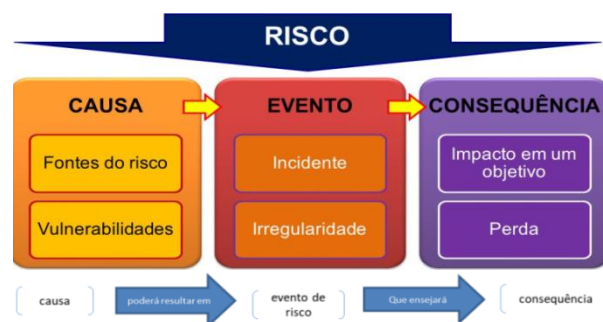 RISCO
CAUSA
EVENTO
CONSEQUÊNCIA
Fontes do risco
Incidente
Impacto em um
objetivo
Vulnerabilidades
Irregularidade
Perda
causa
poderá resultar em
evento de
risco
Que ensejará
consequência